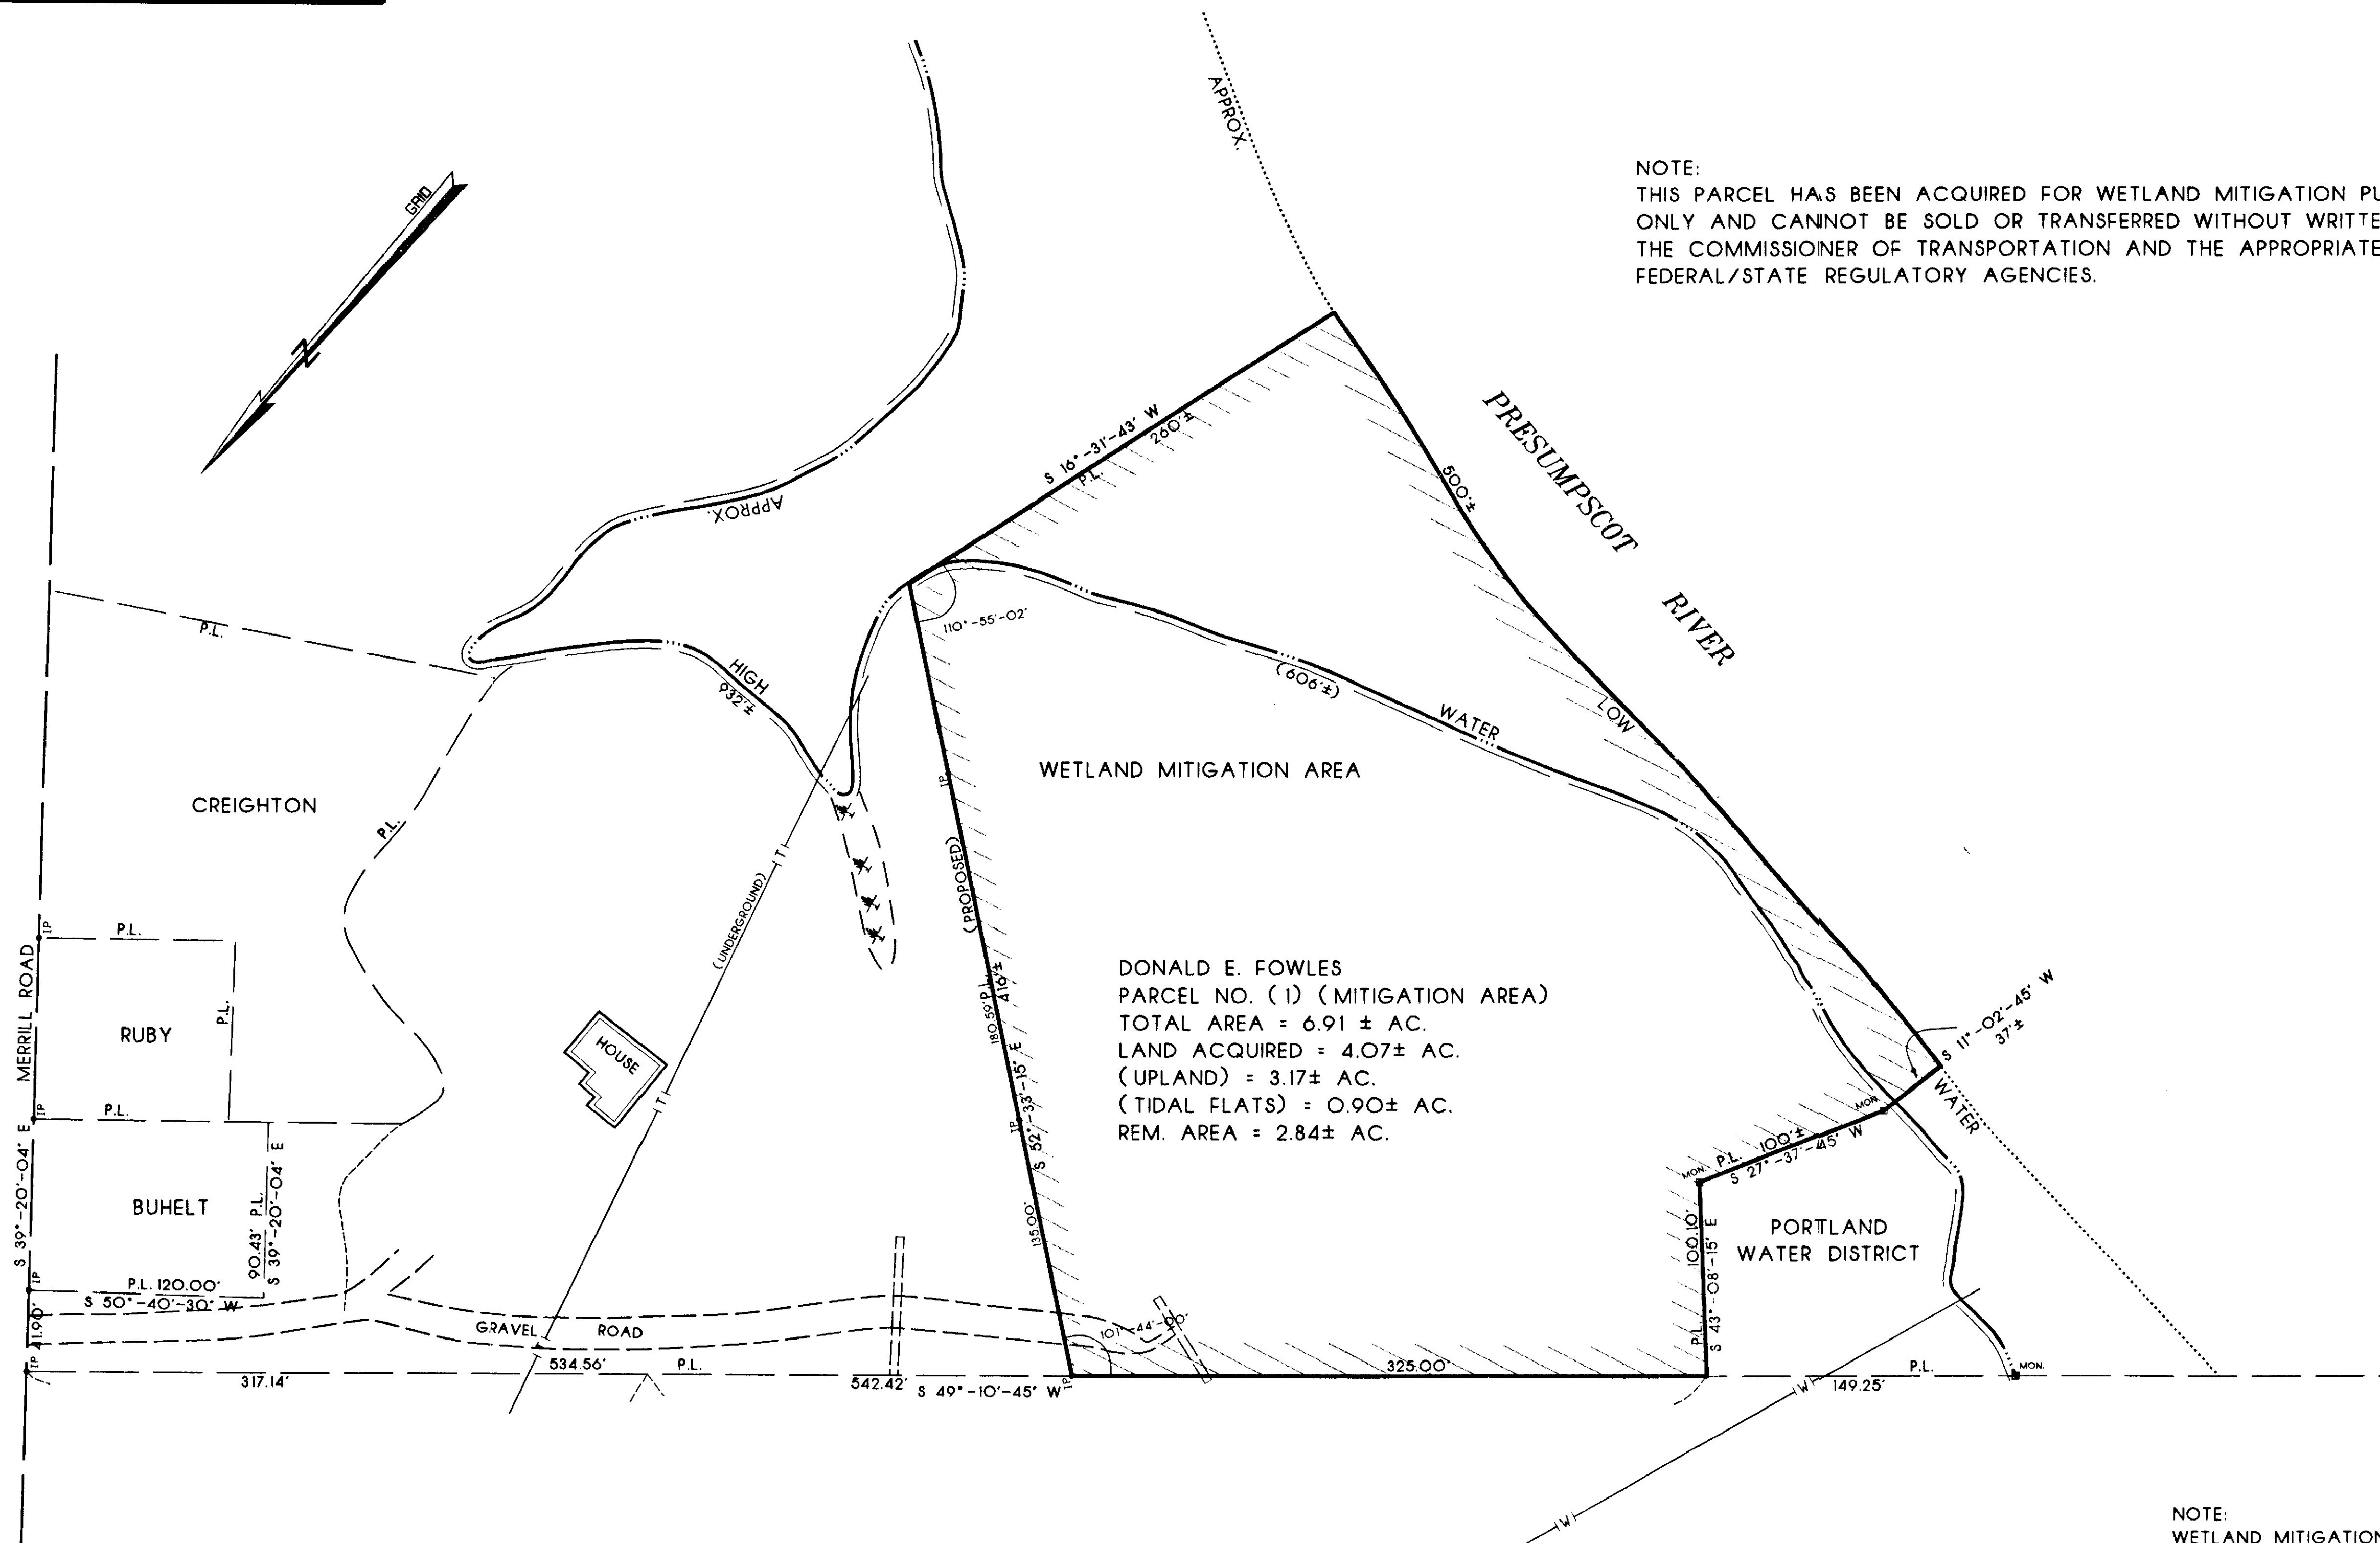 APPROX.
GRID
N
NOTE:
THIS PARCEL HAS BEEN ACQUIRED FOR WETLAND MITIGATION PU
ONLY AND CANNOT BE SOLD OR TRANSFERRED WITHOUT WRITTE
THE COMMISSIOINER OF TRANSPORTATION AND THE APPROPRIATE
FEDERAL/STATE REGULATORY AGENCIES.
S 16°-31'-43" W
260'±
P.L.
PRESUMPSCOT
RIVER
500'±
APPROX.
P.L.
110°-55'-02"
HIGH
932'±
(606'±)
WATER
LOW
WETLAND MITIGATION AREA
IP
CREIGHTON
P.L.
(PROPOSED)
T
(UNDERGROUND)
IP
P.L.
MERRILL ROAD
RUBY
P.L.
HOUSE
T
180.59'
P.L.
416'±
S 52°-33'-15" E
IP
135.00'
DONALD E. FOWLES
PARCEL NO. (1) (MITIGATION AREA)
TOTAL AREA = 6.91 ± AC.
LAND ACQUIRED = 4.07± AC.
(UPLAND) = 3.17± AC.
(TIDAL FLATS) = 0.90± AC.
REM. AREA = 2.84± AC.
S 11°-02'-45" W
37'±
WATER
MON.
MON.
P.L. 100'±
S 27°-37'-45" W
IP
P.L.
S 39°-20'-04" E
BUHELT
90.43' P.L.
S 39°-20'-04" E
PORTLAND
WATER DISTRICT
P.L. 100.10'
S 43°-08'-15" E
IP
P.L. 120.00'
S 50°-40'-30" W
41.90'
GRAVEL ROAD
T
101°-44'-00"
IP
317.14'
534.56'
P.L.
542.42'
S 49°-10'-45" W
IP
325.00'
P.L.
149.25'
MON.
W
W
NOTE:
WETLAND MITIGATION